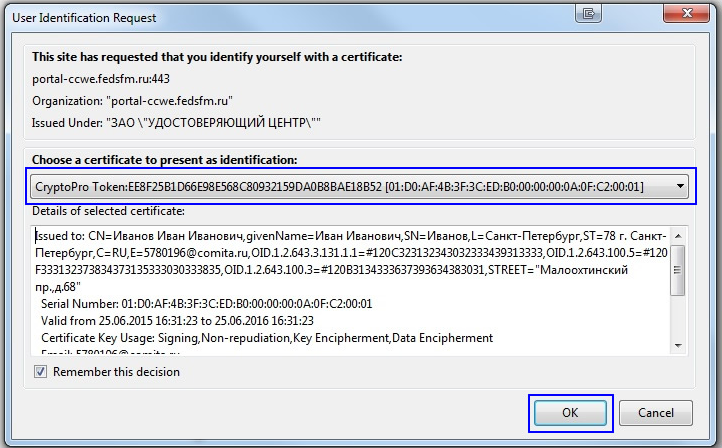 User Identification Request
This site has requested that you identify yourself with a certificate:
portal-ccwe.fedsfm.ru:443
Organization: "portal-ccwe.fedsfm.ru"
Issued Under: "ЗАО \"УДОСТОВЕРЯЮЩИЙ ЦЕНТР\""
Choose a certificate to present as identification:
CryptoPro Token:EE8F25B1D66E98E568C80932159DA0B8BAE18B52 [01:D0:AF:4B:3F:3C:ED:B0:00:00:00:0A:0F:C2:00:01]
Details of selected certificate:
Issued to: CN=Иванов Иван Иванович,givenName=Иван Иванович,SN=Иванов,L=Санкт-Петербург,ST=78 г. Санкт-
Петербург,C=RU,E=5780196@comita.ru,OID.1.2.643.3.131.1.1=#120C323132343032333439313333,OID.1.2.643.100.5=#120
F333132373834373135333030333835,OID.1.2.643.100.3=#120B3134333637393634383031,STREET="Малоохтинский
пр.,д.68"
Serial Number: 01:D0:AF:4B:3F:3C:ED:B0:00:00:00:0A:0F:C2:00:01
Valid from 25.06.2015 16:31:23 to 25.06.2016 16:31:23
Certificate Key Usage: Signing,Non-repudiation,Key Encipherment,Data Encipherment
Email: 5780196@comita.ru
Remember this decision
OK
Cancel